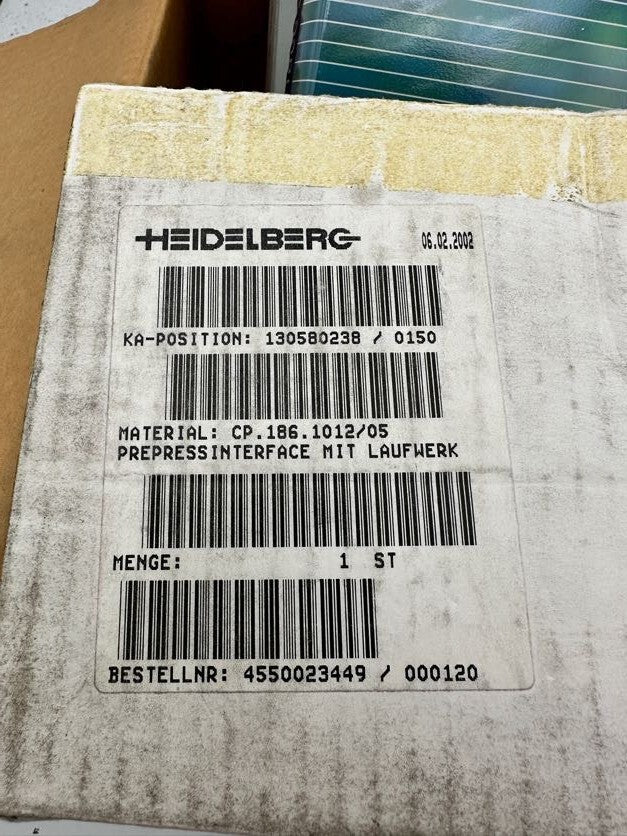 HEIDELBERG 06.02.2002
KA-POSITION: 130580238 / 0150
MATERIAL: CP.186.1012/05
PREPRESSINTERFACE MIT LAUFWERK
MENGE: 1 ST
BESTELLNR: 4550023449 / 000120